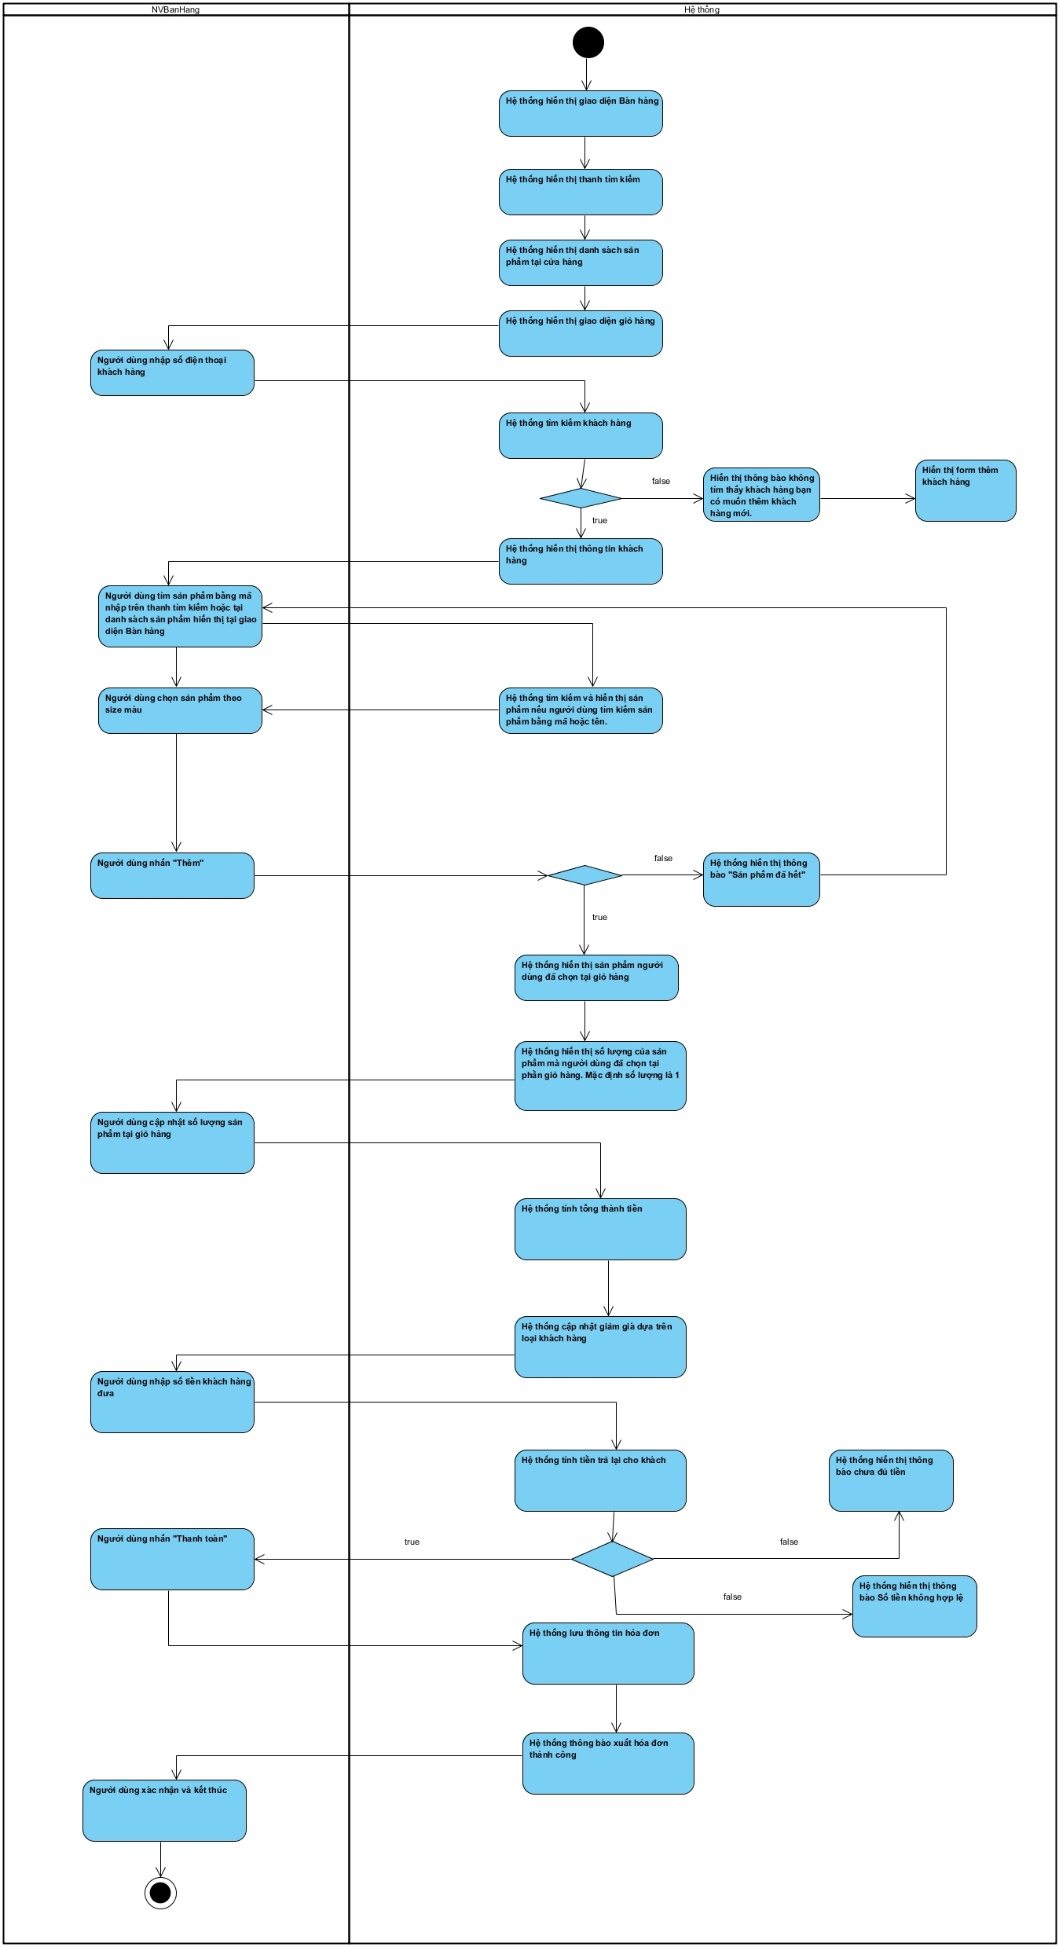 NVBanHang
Hệ thống
Hệ thống hiển thị giao diện Bán hàng
Hệ thống hiển thị thanh tìm kiếm
Hệ thống hiển thị danh sách sản
phẩm tại cửa hàng
Hệ thống hiển thị giao diện giỏ hàng
Người dùng nhập số điện thoại
khách hàng
Hệ thống tìm kiếm khách hàng
false
Hiển thị thông báo không
tìm thấy khách hàng bạn
có muốn thêm khách
hàng mới.
Hiển thị form thêm
khách hàng
true
Hệ thống hiển thị thông tin khách
hàng
Người dùng tìm sản phẩm bằng mã
nhập trên thanh tìm kiếm hoặc tại
danh sách sản phẩm hiển thị tại giao
diện Bán hàng
Người dùng chọn sản phẩm theo
size màu
Hệ thống tìm kiếm và hiển thị sản
phẩm nếu người dùng tìm kiếm sản
phẩm bằng mã hoặc tên.
Người dùng nhấn "Thêm"
false
Hệ thống hiển thị thông
báo "Sản phẩm đã hết"
true
Hệ thống hiển thị sản phẩm người
dùng đã chọn tại giỏ hàng
Hệ thống hiển thị số lượng của sản
phẩm mà người dùng đã chọn tại
phần giỏ hàng. Mặc định số lượng là 1
Người dùng cập nhật số lượng sản
phẩm tại giỏ hàng
Hệ thống tính tổng thành tiền
Hệ thống cập nhật giảm giá dựa trên
loại khách hàng
Người dùng nhập số tiền khách hàng
đưa
Hệ thống tính tiền trả lại cho khách
Hệ thống hiển thị thông
báo chưa đủ tiền
Người dùng nhấn "Thanh toán"
true
false
false
Hệ thống hiển thị thông
báo Số tiền không hợp lệ
Hệ thống lưu thông tin hóa đơn
Hệ thống thông báo xuất hóa đơn
thành công
Người dùng xác nhận và kết thúc